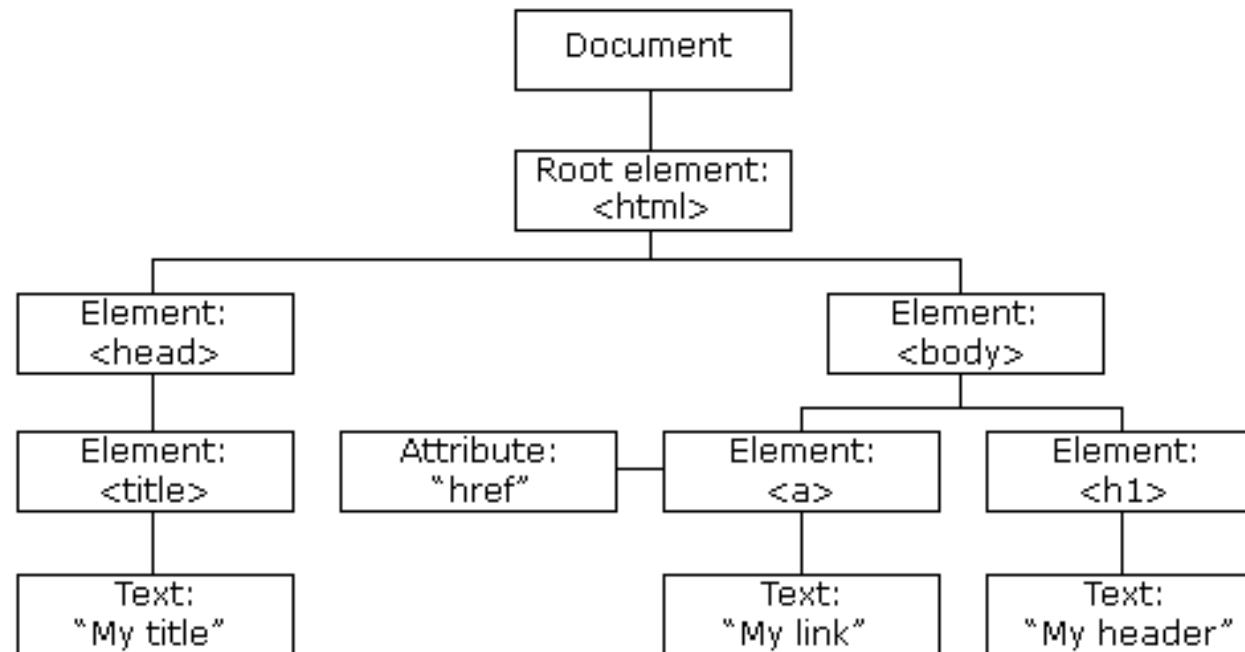 Document
Root element:
<html>
Element:
<head>
Element:
<body>
Element:
<title>
Attribute:
“href”
Element:
<a>
Element:
<h1>
Text:
“My title”
Text:
“My link”
Text:
“My header”